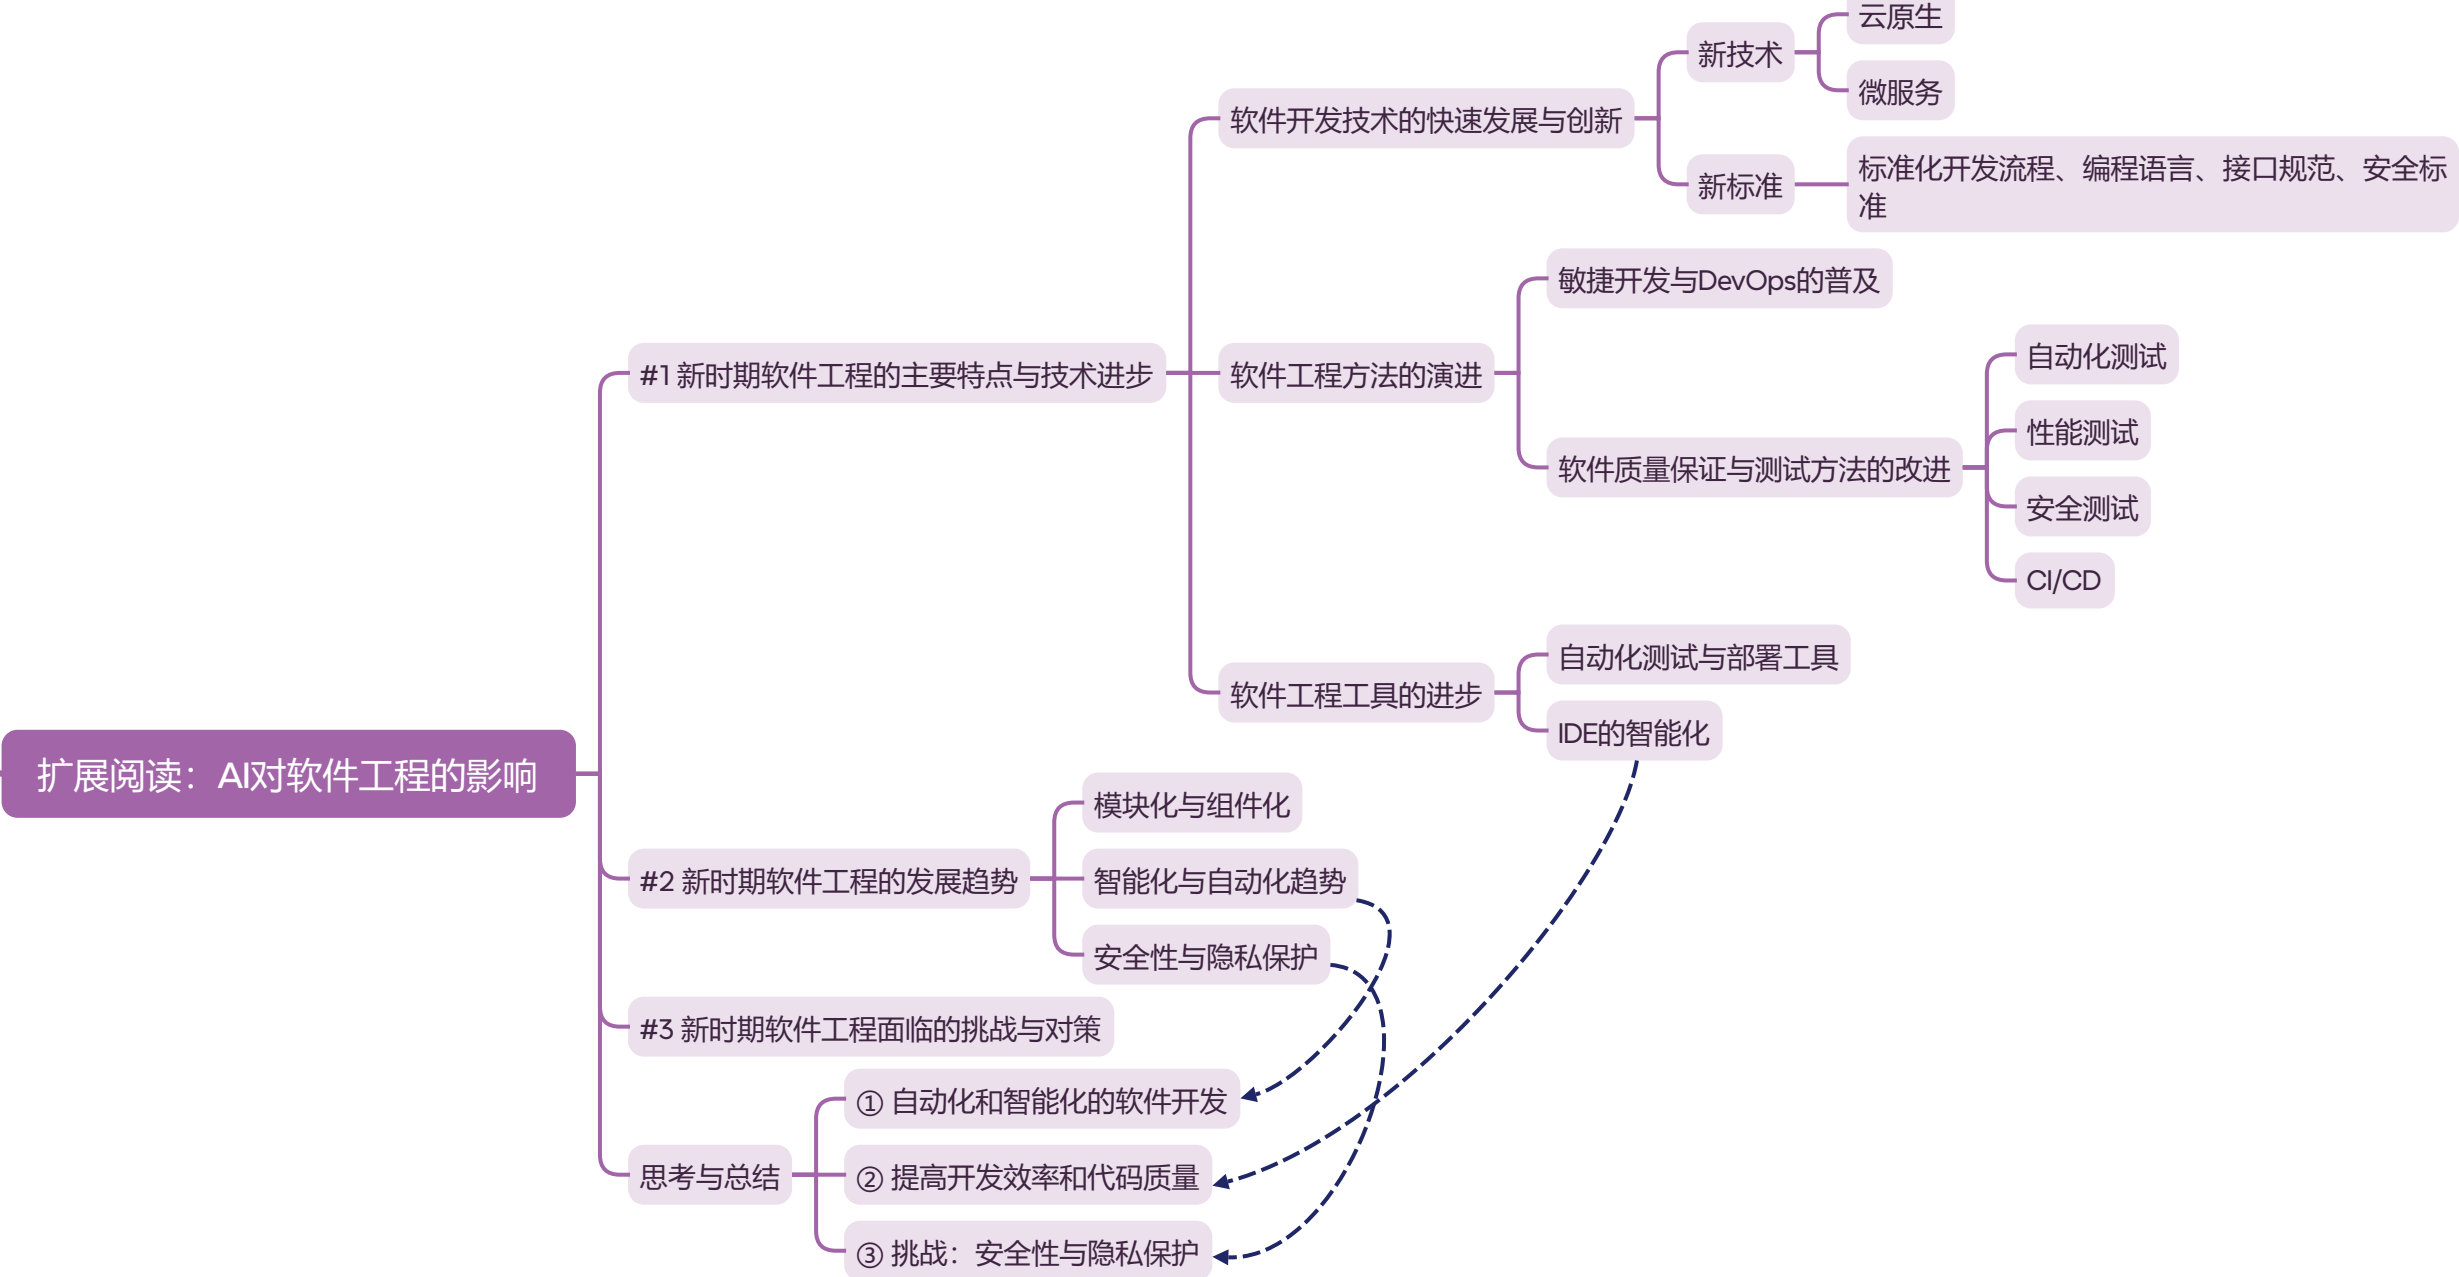 云原生
新技术
微服务
软件开发技术的快速发展与创新
新标准
标准化开发流程、编程语言、接口规范、安全标
准
敏捷开发与DevOps的普及
自动化测试
#1 新时期软件工程的主要特点与技术进步
软件工程方法的演进
性能测试
软件质量保证与测试方法的改进
安全测试
CI/CD
自动化测试与部署工具
软件工程工具的进步
IDE的智能化
扩展阅读：AI对软件工程的影响
模块化与组件化
#2 新时期软件工程的发展趋势
智能化与自动化趋势
安全性与隐私保护
#3 新时期软件工程面临的挑战与对策
① 自动化和智能化的软件开发
思考与总结
② 提高开发效率和代码质量
③ 挑战：安全性与隐私保护